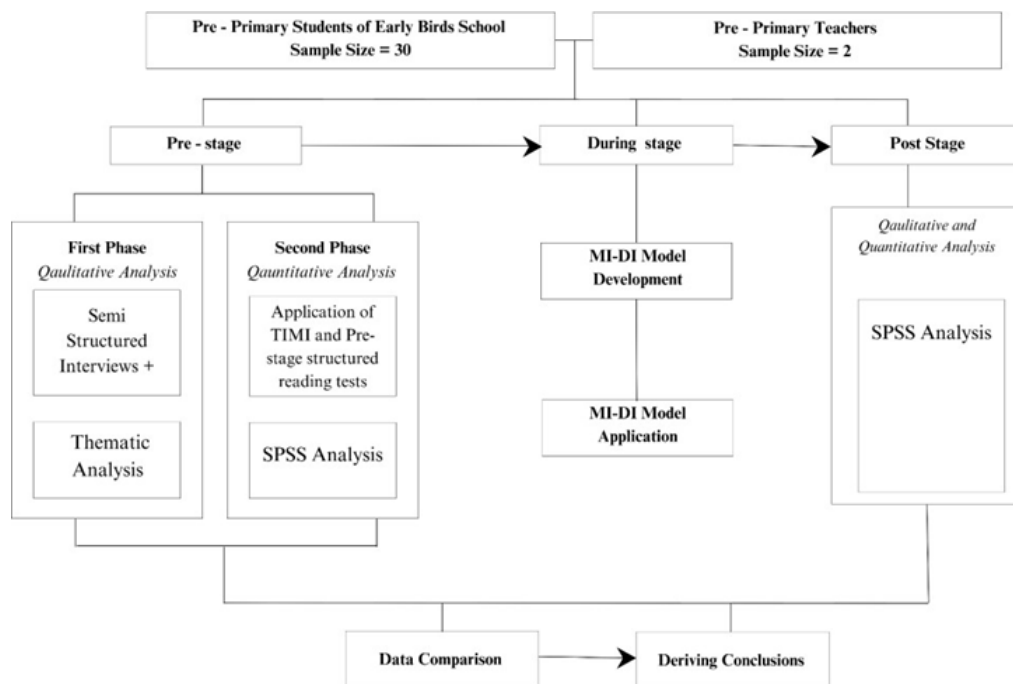 Pre - Primary Students of Early Birds School
Sample Size = 30
Pre - Primary Teachers
Sample Size = 2
Pre - stage
During stage
Post Stage
First Phase
Qaulitative Analysis
Semi
Structured
Interviews +
Thematic
Analysis
Second Phase
Qauntitative Analysis
Application of
TIMI and Pre-
stage structured
reading tests
SPSS Analysis
MI-DI Model
Development
MI-DI Model
Application
Qaulitative and
Quantitative Analysis
SPSS Analysis
Data Comparison
Deriving Conclusions